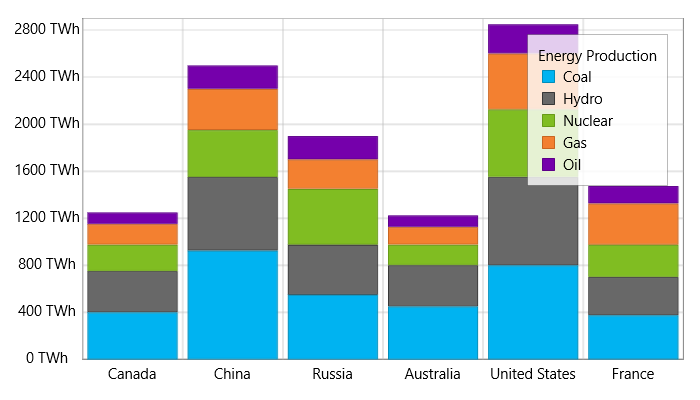 2800 TWh
2400 TWh
2000 TWh
1600 TWh
1200 TWh
800 TWh
400 TWh
0 TWh
Energy Production
Coal
Hydro
Nuclear
Gas
Oil
Canada China Russia Australia United States France